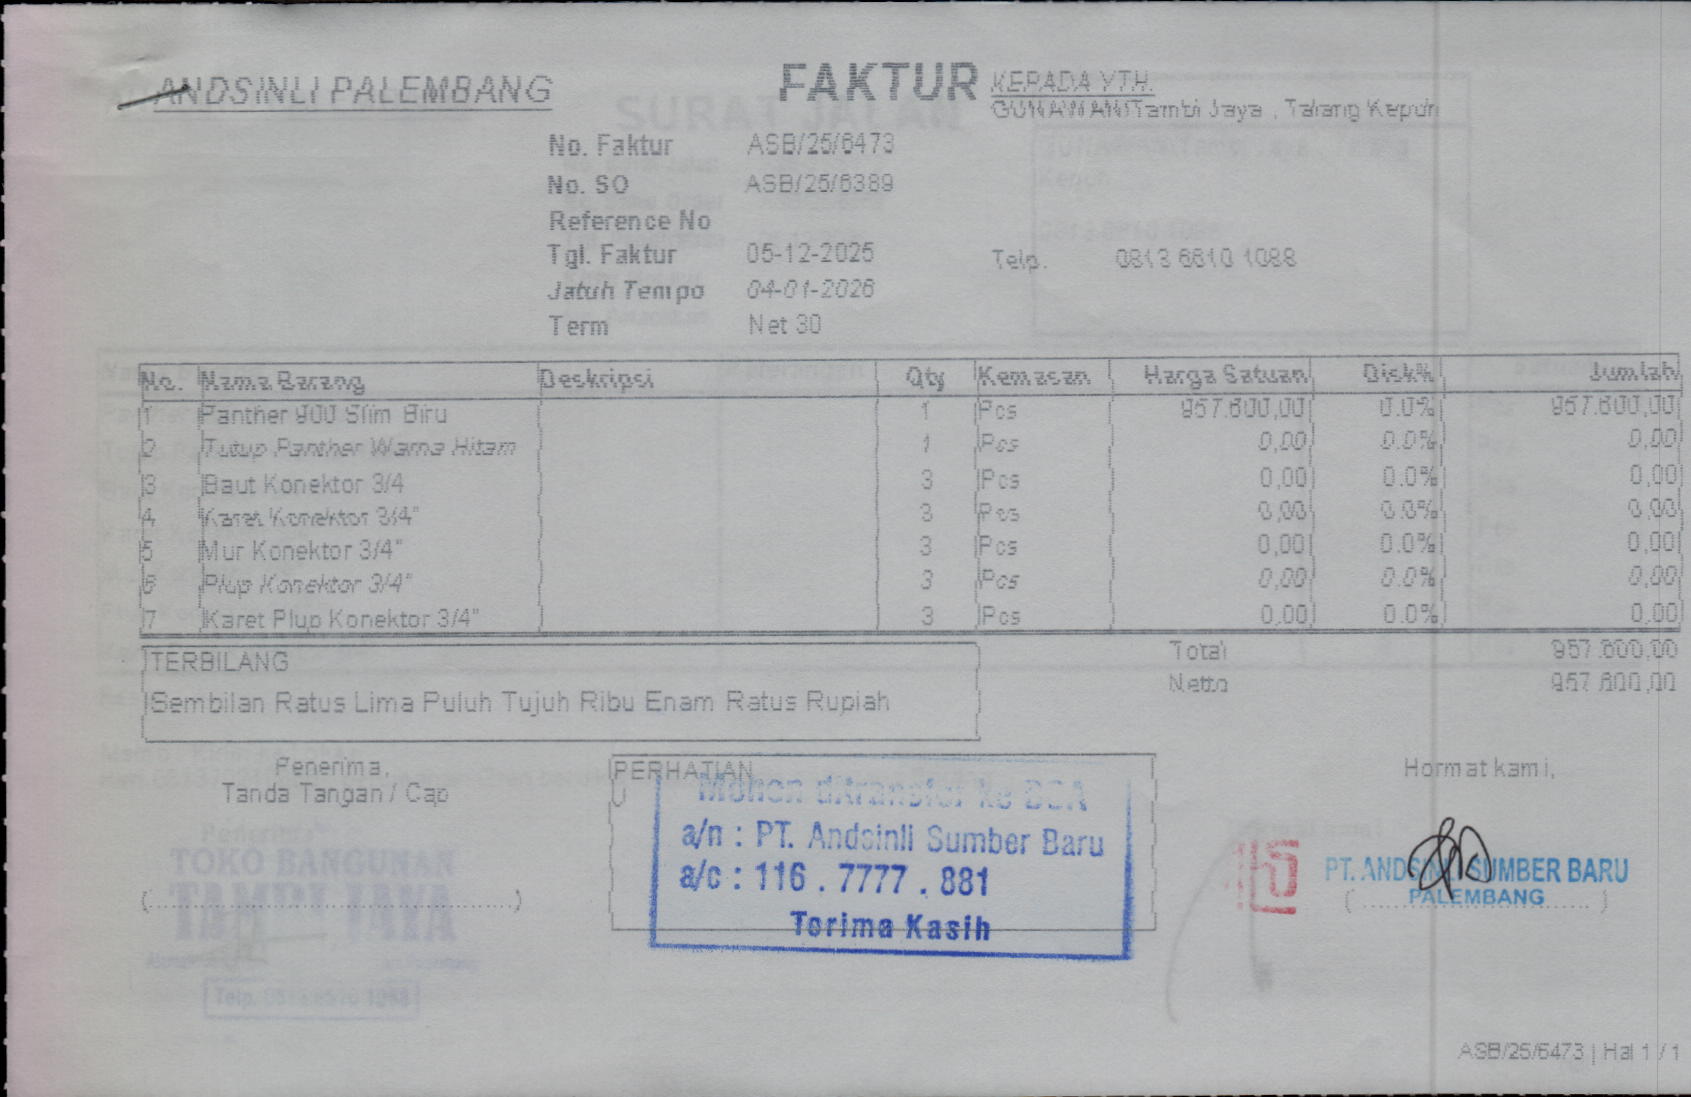 ANDSINLI PALEMBANG
FAKTUR
KEPADA YTH.
GUNAWAN/Tambi Jaya , Talang Kepuh
No. Faktur ASB/25/6473
No. SO ASB/25/6389
Reference No
Tgl. Faktur 05-12-2025
Telp. 0813 6810 1088
Jatuh Tempo 04-01-2026
Term Net 30
No. Nama Barang Deskripsi Qty Kemasan Harga Satuan Disk% Jumlah
1 Panther 900 Slim Biru 1 Pcs 957.600,00 0.0% 957.600,00
2 Tutup Panther Warna Hitam 1 Pcs 0,00 0.0% 0,00
3 Baut Konektor 3/4 3 Pcs 0,00 0.0% 0,00
4 Karet Konektor 3/4" 3 Pcs 0,00 0.0% 0,00
5 Mur Konektor 3/4" 3 Pcs 0,00 0.0% 0,00
6 Plup Konektor 3/4" 3 Pcs 0,00 0.0% 0,00
7 Karet Plup Konektor 3/4" 3 Pcs 0,00 0.0% 0,00
TERBILANG
Sembilan Ratus Lima Puluh Tujuh Ribu Enam Ratus Rupiah
Total 957.600,00
Netto 957.600,00
Penerima,
Tanda Tangan / Cap
TOKO BANGUNAN
TAMBI JAYA
PERHATIAN
Mohon ditransfer ke BCA
a/n : PT. Andsinli Sumber Baru
a/c : 116 . 7777 . 881
Terima Kasih
Hormat kami,
PT. ANDSINLI SUMBER BARU
PALEMBANG
ASB/25/6473 | Hal 1 / 1